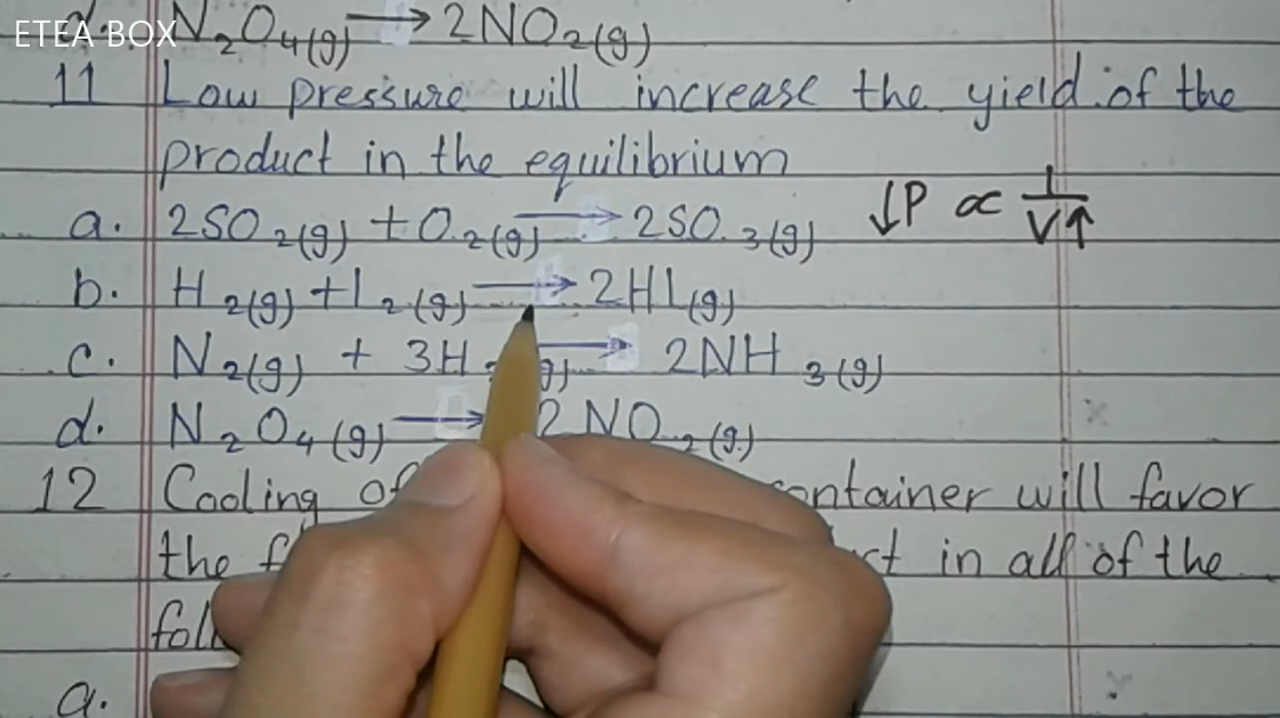 ETEA BOX
d. N₂O₄(g) → 2NO₂(g)
11 Low pressure will increase the yield of the
product in the equilibrium
↓P ∝ 1/V↑
a. 2SO₂(g) + O₂(g) → 2SO₃(g)
b. H₂(g) + I₂(g) → 2HI(g)
c. N₂(g) + 3H (g) → 2NH₃(g)
d. N₂O₄(g) → 2NO₂(g)
12 Cooling of container will favor
the in all of the
a.